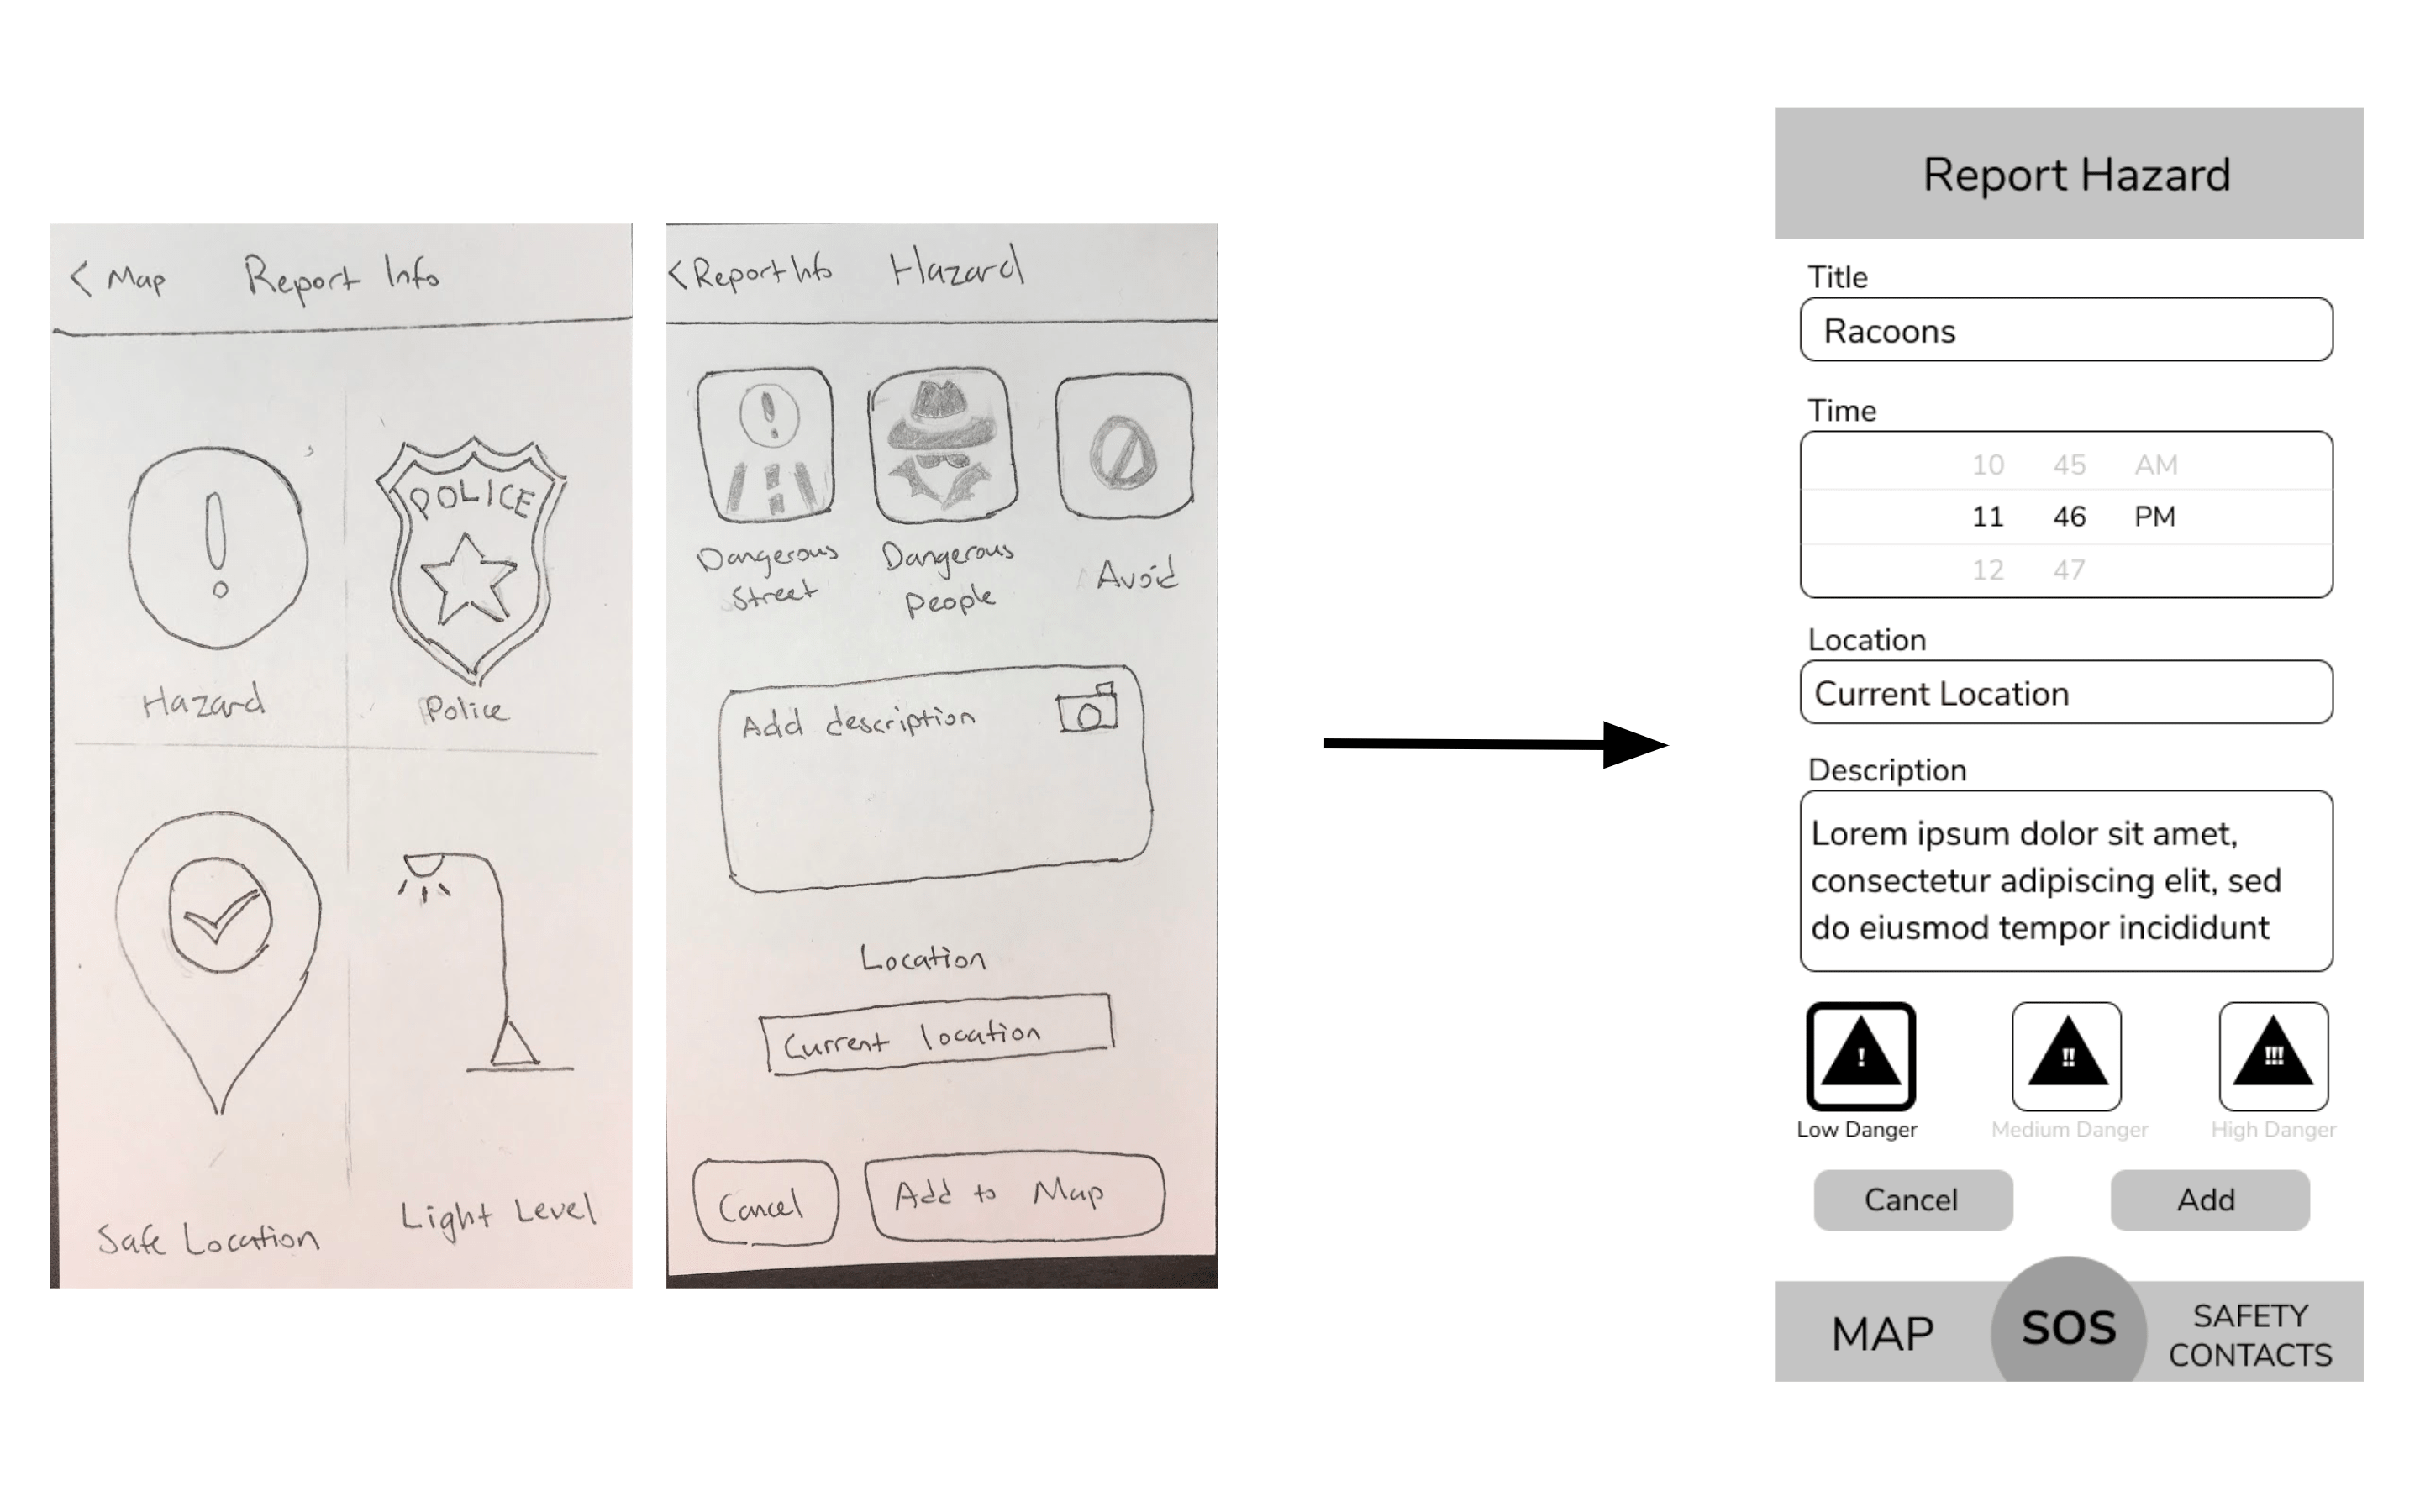 < Map Report Info
POLICE
Hazard
Police
Safe Location
Light Level
< Report Info Hazard
Dangerous
Street
Dangerous
People
Avoid
Add description
Location
Current location
Cancel
Add to Map
Report Hazard
Title
Racoons
Time
10 45 AM
11 46 PM
12 47
Location
Current Location
Description
Lorem ipsum dolor sit amet,
consectetur adipiscing elit, sed
do eiusmod tempor incididunt
!
!!
!!!
Low Danger
Medium Danger
High Danger
Cancel
Add
MAP
SOS
SAFETY
CONTACTS